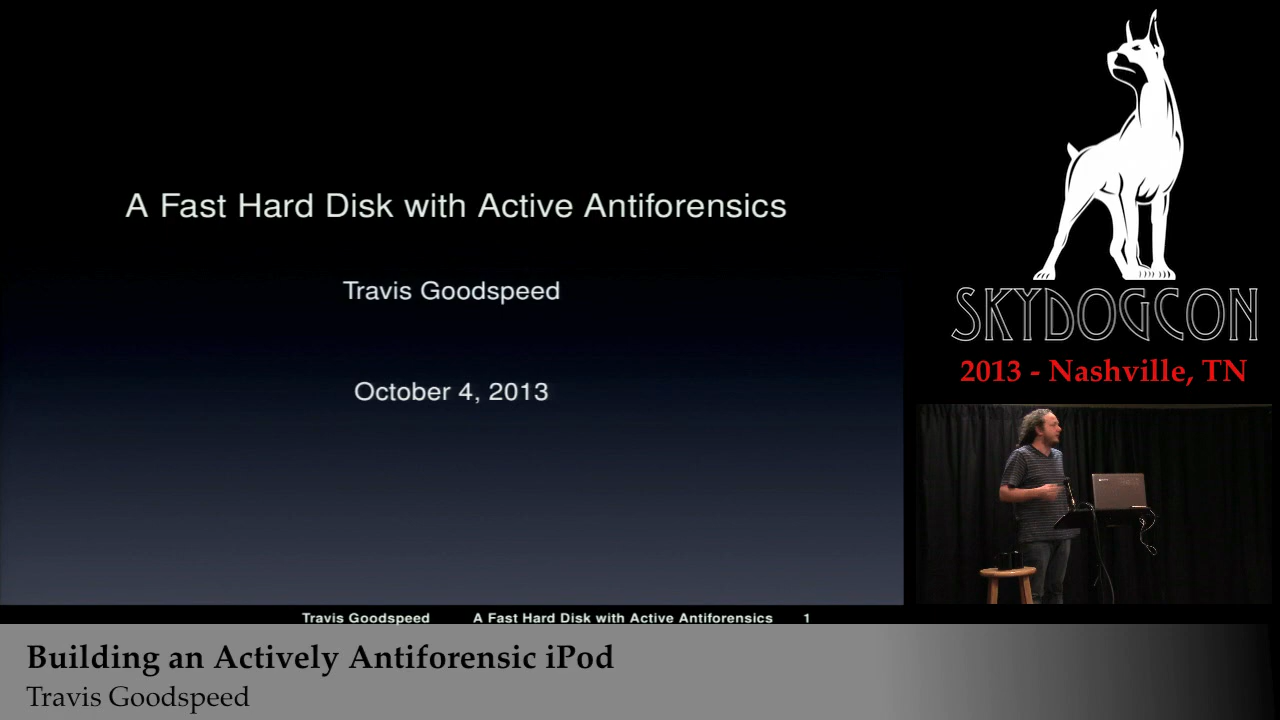 A Fast Hard Disk with Active Antiforensics
Travis Goodspeed
October 4, 2013
Travis Goodspeed A Fast Hard Disk with Active Antiforensics 1
SKYDOGCON
2013 - Nashville, TN
Building an Actively Antiforensic iPod
Travis Goodspeed